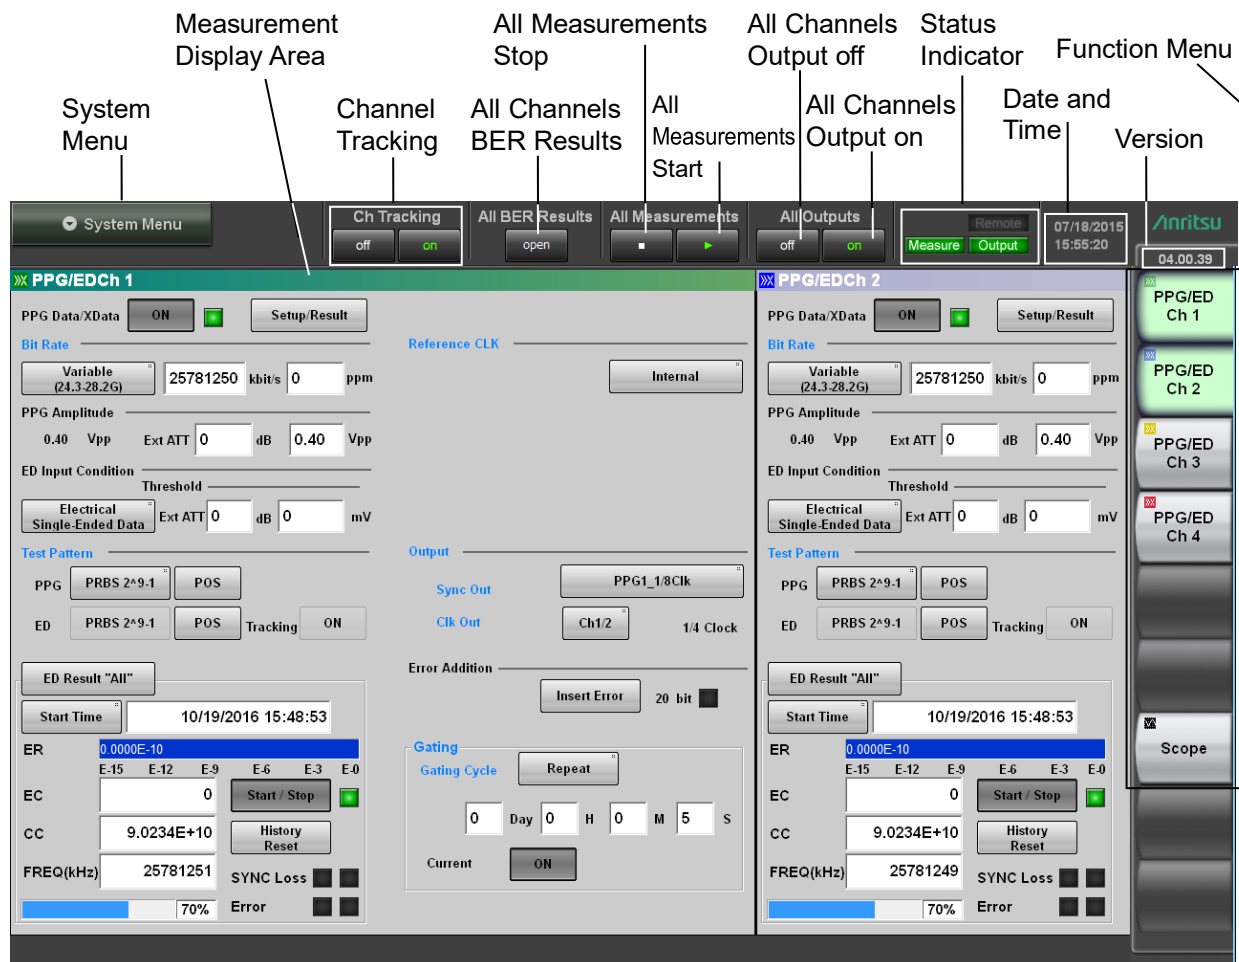 Measurement
Display Area
All Measurements
Stop
All Channels
Output off
Status
Indicator
Function Menu
System
Menu
Channel
Tracking
All Channels
BER Results
All
Measurements
Start
All Channels
Output on
Date and
Time
Version
System Menu
Ch Tracking
off on
All BER Results
open
All Measurements
All Outputs
off on
Remote
Measure Output
07/18/2015
15:55:20
Anritsu
04.00.39
PPG/EDCh 1
PPG Data/XData ON Setup/Result
Bit Rate
Variable
(24.3-28.2G)
25781250 kbit/s 0 ppm
PPG Amplitude
0.40 Vpp Ext ATT 0 dB 0.40 Vpp
ED Input Condition
Threshold
Electrical
Single-Ended Data
Ext ATT 0 dB 0 mV
Test Pattern
PPG PRBS 2^9-1 POS
ED PRBS 2^9-1 POS Tracking ON
ED Result "All"
Start Time 10/19/2016 15:48:53
ER 0.0000E-10
E-15 E-12 E-9 E-6 E-3 E-0
EC 0 Start / Stop
CC 9.0234E+10 History
Reset
FREQ(kHz) 25781251 SYNC Loss
70% Error
Reference CLK
Internal
Output
Sync Out PPG1_1/8Clk
Clk Out Ch1/2 1/4 Clock
Error Addition
Insert Error 20 bit
Gating
Gating Cycle Repeat
0 Day 0 H 0 M 5 S
Current ON
PPG/EDCh 2
PPG Data/XData ON Setup/Result
Bit Rate
Variable
(24.3-28.2G)
25781250 kbit/s 0 ppm
PPG Amplitude
0.40 Vpp Ext ATT 0 dB 0.40 Vpp
ED Input Condition
Threshold
Electrical
Single-Ended Data
Ext ATT 0 dB 0 mV
Test Pattern
PPG PRBS 2^9-1 POS
ED PRBS 2^9-1 POS Tracking ON
ED Result "All"
Start Time 10/19/2016 15:48:53
ER 0.0000E-10
E-15 E-12 E-9 E-6 E-3 E-0
EC 0 Start / Stop
CC 9.0234E+10 History
Reset
FREQ(kHz) 25781249 SYNC Loss
70% Error
PPG/ED
Ch 1
PPG/ED
Ch 2
PPG/ED
Ch 3
PPG/ED
Ch 4
Scope